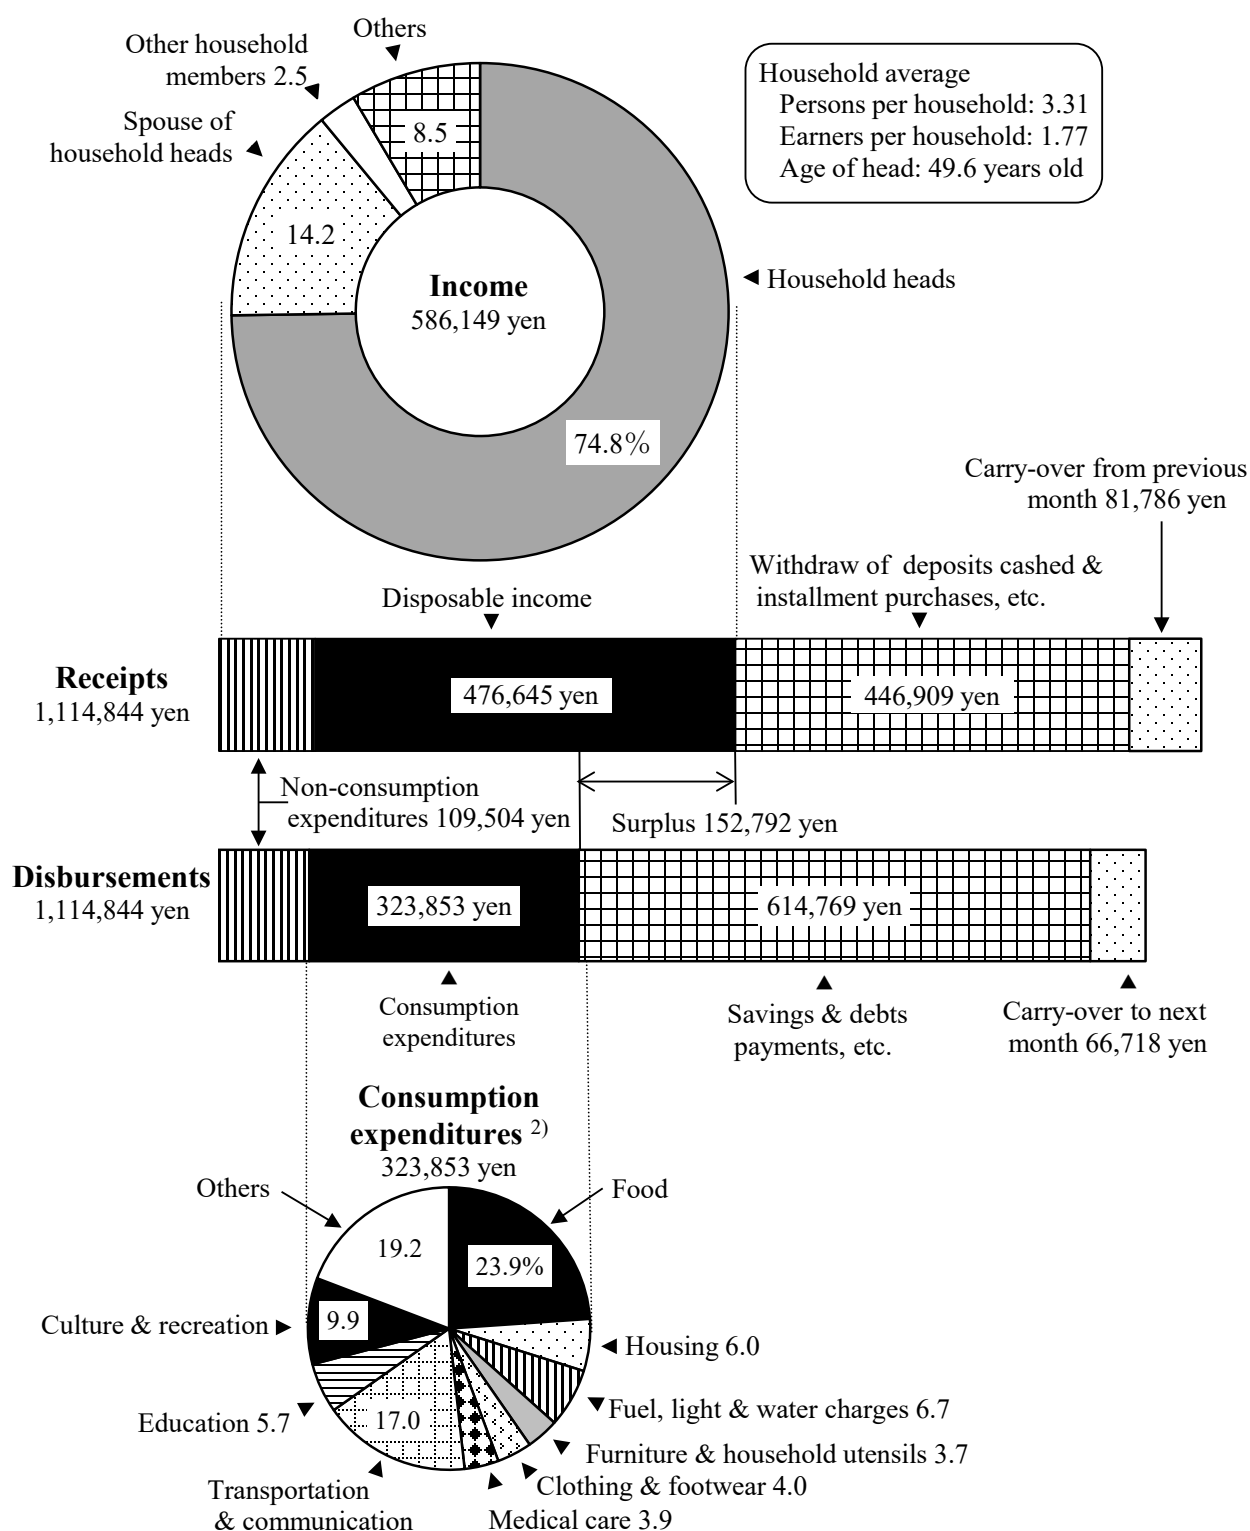 Others
Other household
members 2.5
Spouse of
household heads
8.5
14.2
Household average
Persons per household: 3.31
Earners per household: 1.77
Age of head: 49.6 years old
Income
586,149 yen
Household heads
74.8%
Carry-over from previous
month 81,786 yen
Withdraw of deposits cashed &
installment purchases, etc.
Disposable income
Receipts
1,114,844 yen
476,645 yen
446,909 yen
Non-consumption
expenditures 109,504 yen
Surplus 152,792 yen
Disbursements
1,114,844 yen
323,853 yen
614,769 yen
Consumption
expenditures
Savings & debts
payments, etc.
Carry-over to next
month 66,718 yen
Consumption
expenditures 2)
323,853 yen
Others
Food
19.2
23.9%
Culture & recreation
9.9
Housing 6.0
Education 5.7
17.0
Fuel, light & water charges 6.7
Furniture & household utensils 3.7
Clothing & footwear 4.0
Transportation
& communication
Medical care 3.9